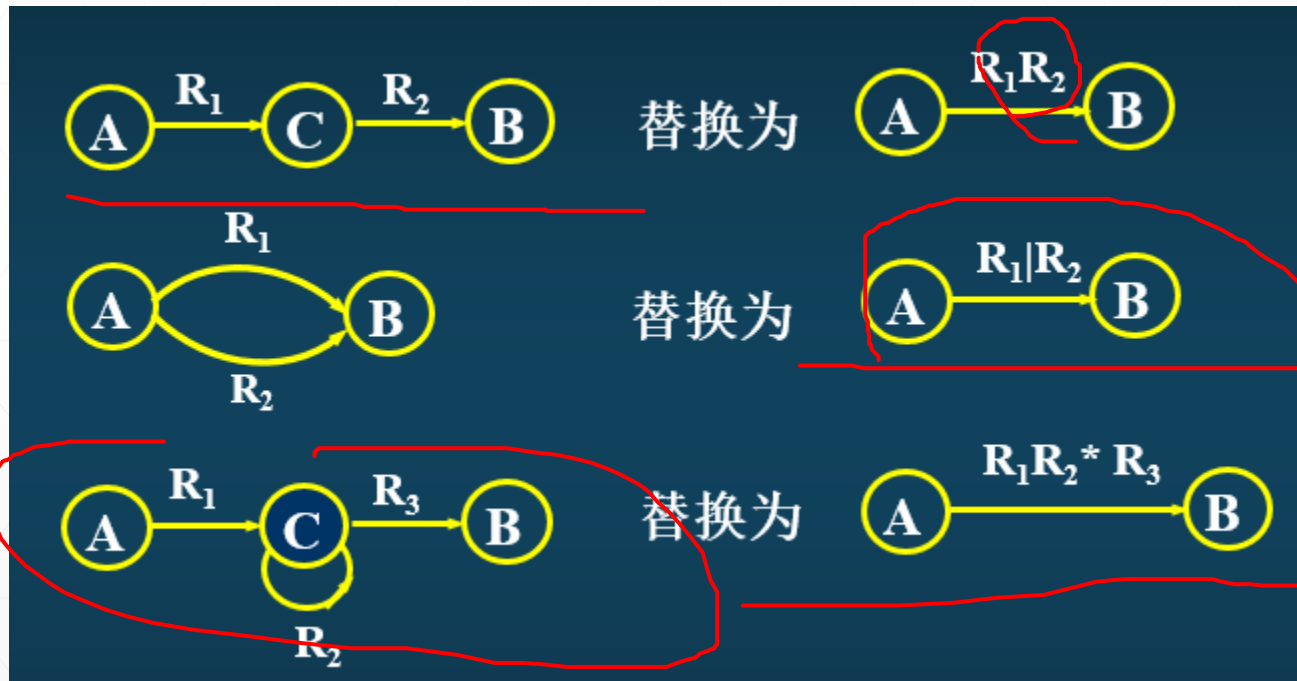 R₁ R₂ R₁R₂
A C B 替换为 A B
R₁ R₁|R₂
A B 替换为 A B
R₂
R₁ R₃ R₁R₂* R₃
A C B 替换为 A B
R₂